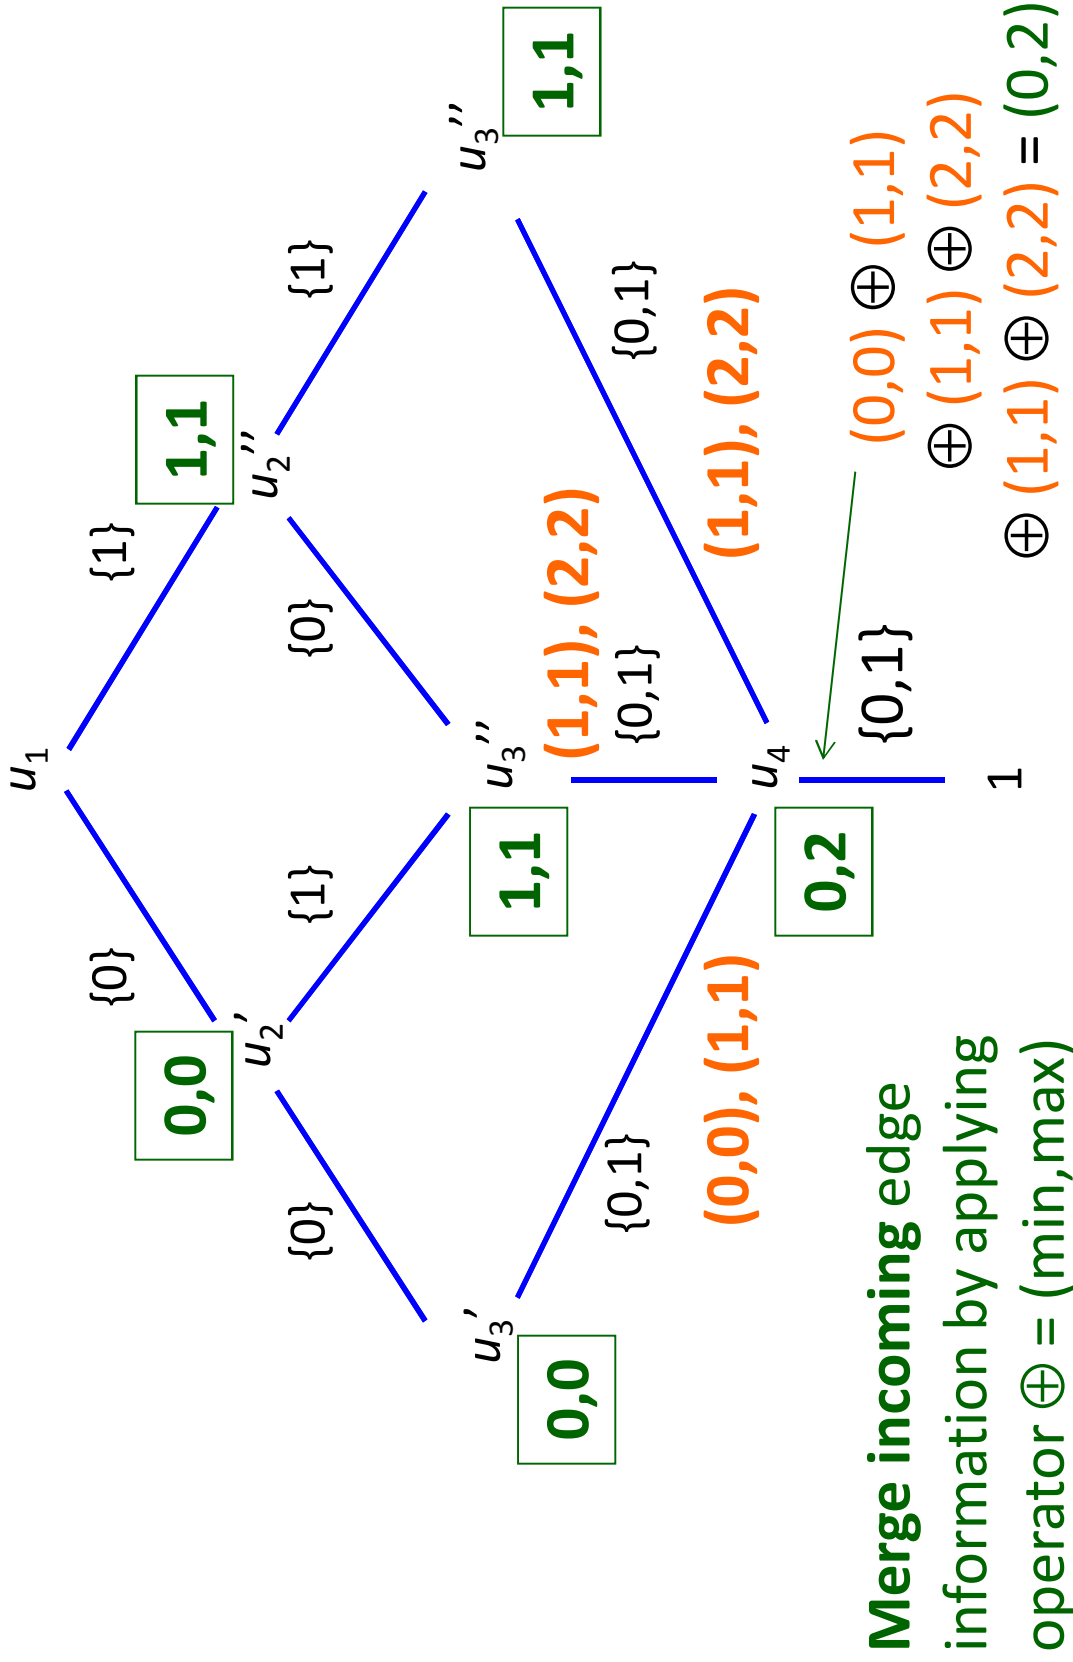 u₁
{0}
{1}
0,0
1,1
u₂'
u₂''
{0}
{1}
{0}
{1}
u₃'
u₃''
u₃''
0,0
1,1
1,1
(1,1), (2,2)
{0,1}
{0,1}
{0,1}
(0,0), (1,1)
(1,1), (2,2)
u₄
0,2
{0,1}
1
(0,0) ⊕ (1,1)
⊕ (1,1) ⊕ (2,2)
⊕ (1,1) ⊕ (2,2) = (0,2)
Merge incoming edge
information by applying
operator ⊕ = (min,max)